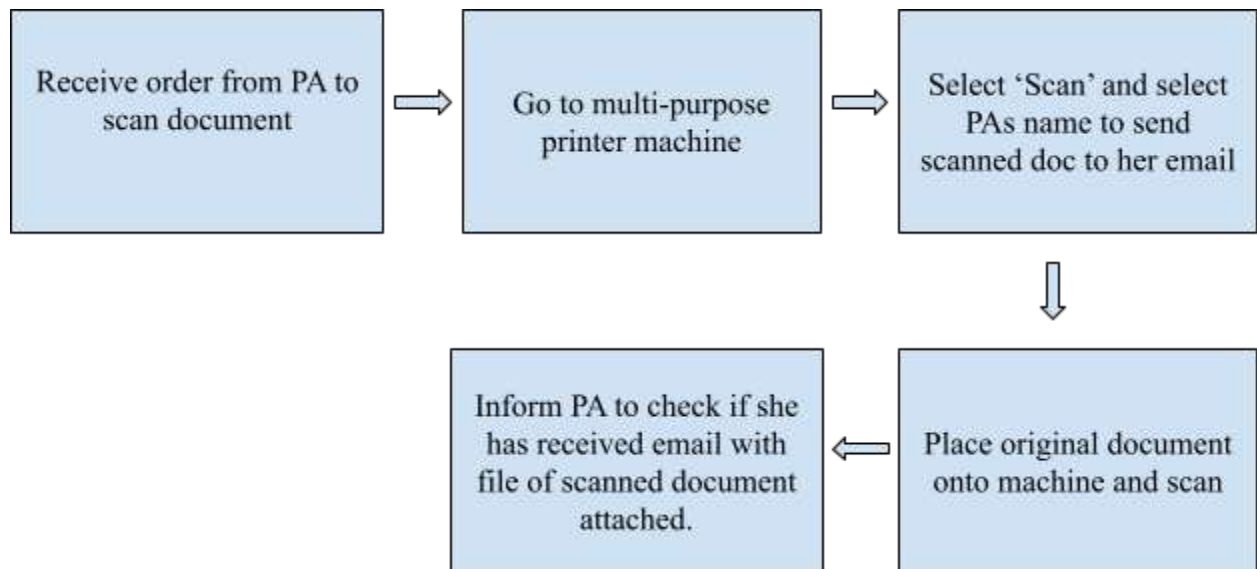 Receive order from PA to
scan document
Go to multi-purpose
printer machine
Select ‘Scan’ and select
PAs name to send
scanned doc to her email
Place original document
onto machine and scan
Inform PA to check if she
has received email with
file of scanned document
attached.